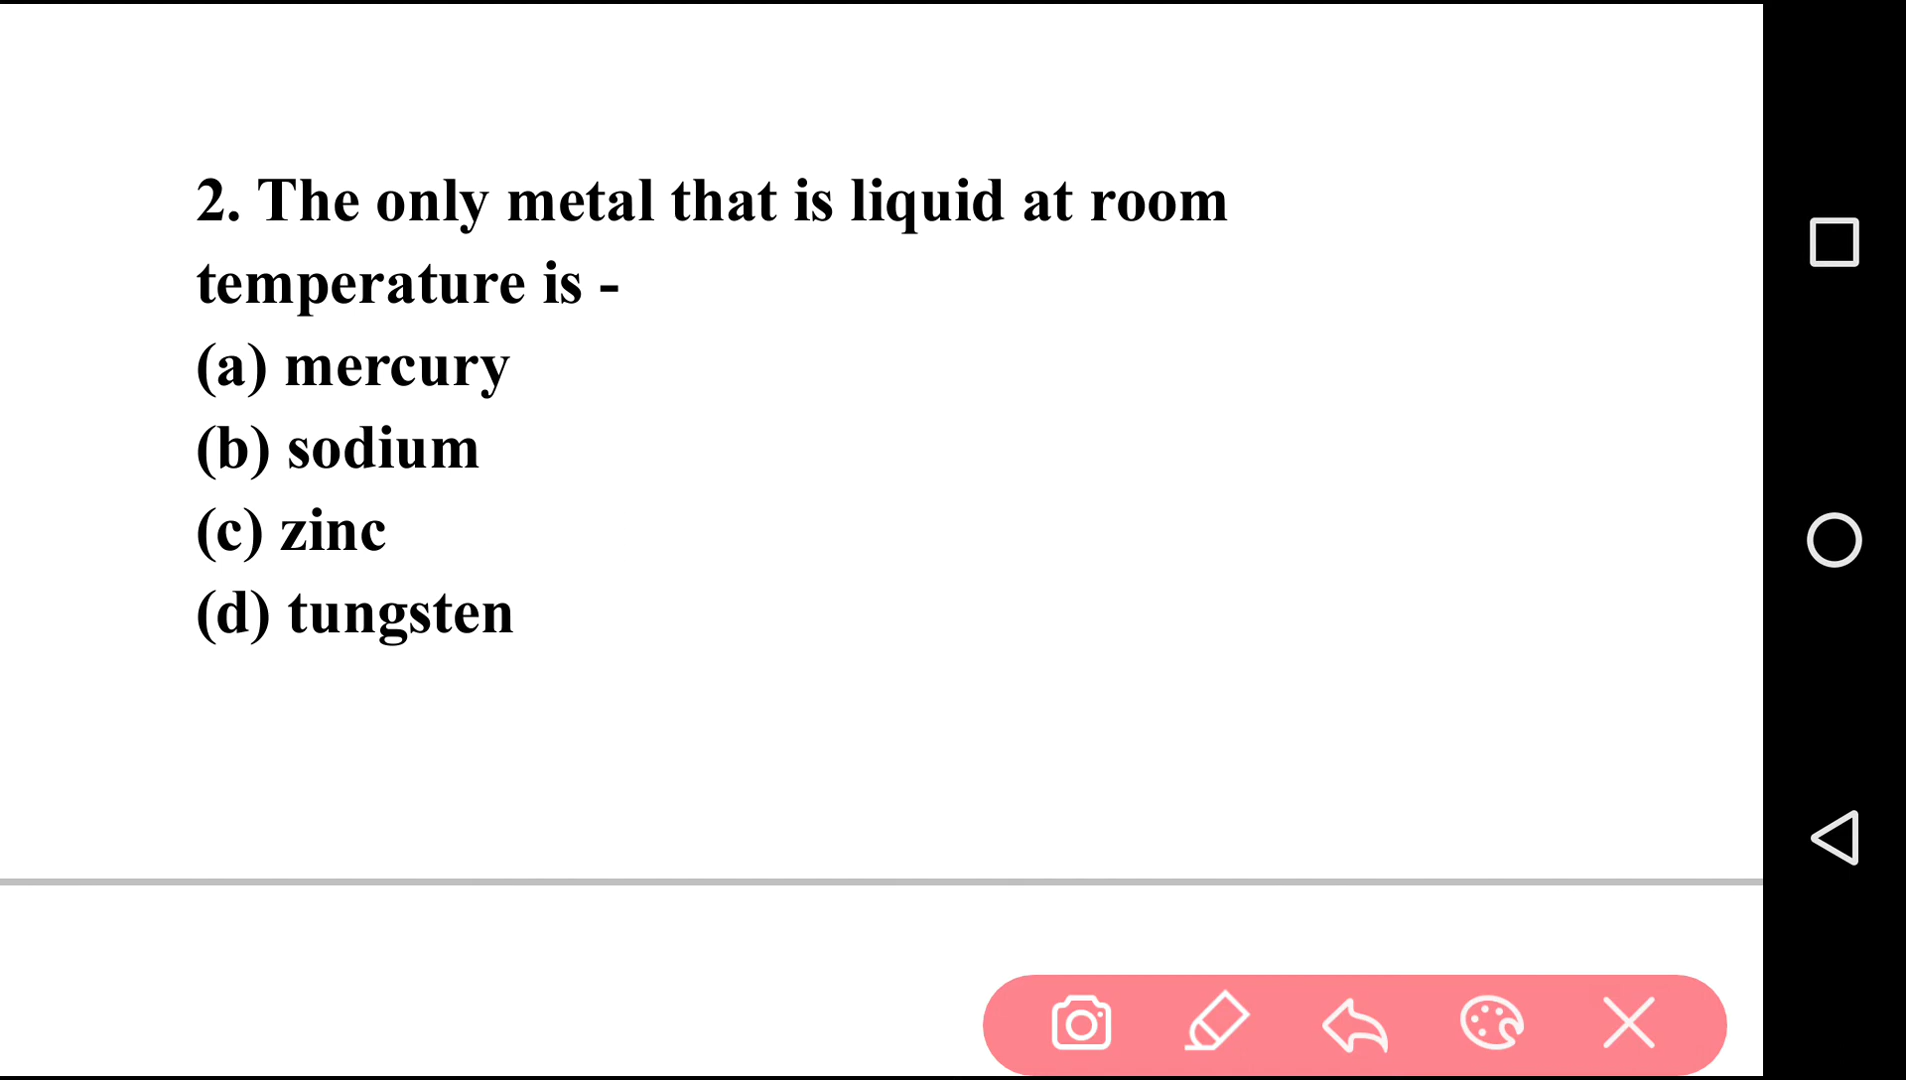 2. The only metal that is liquid at room
temperature is -
(a) mercury
(b) sodium
(c) zinc
(d) tungsten